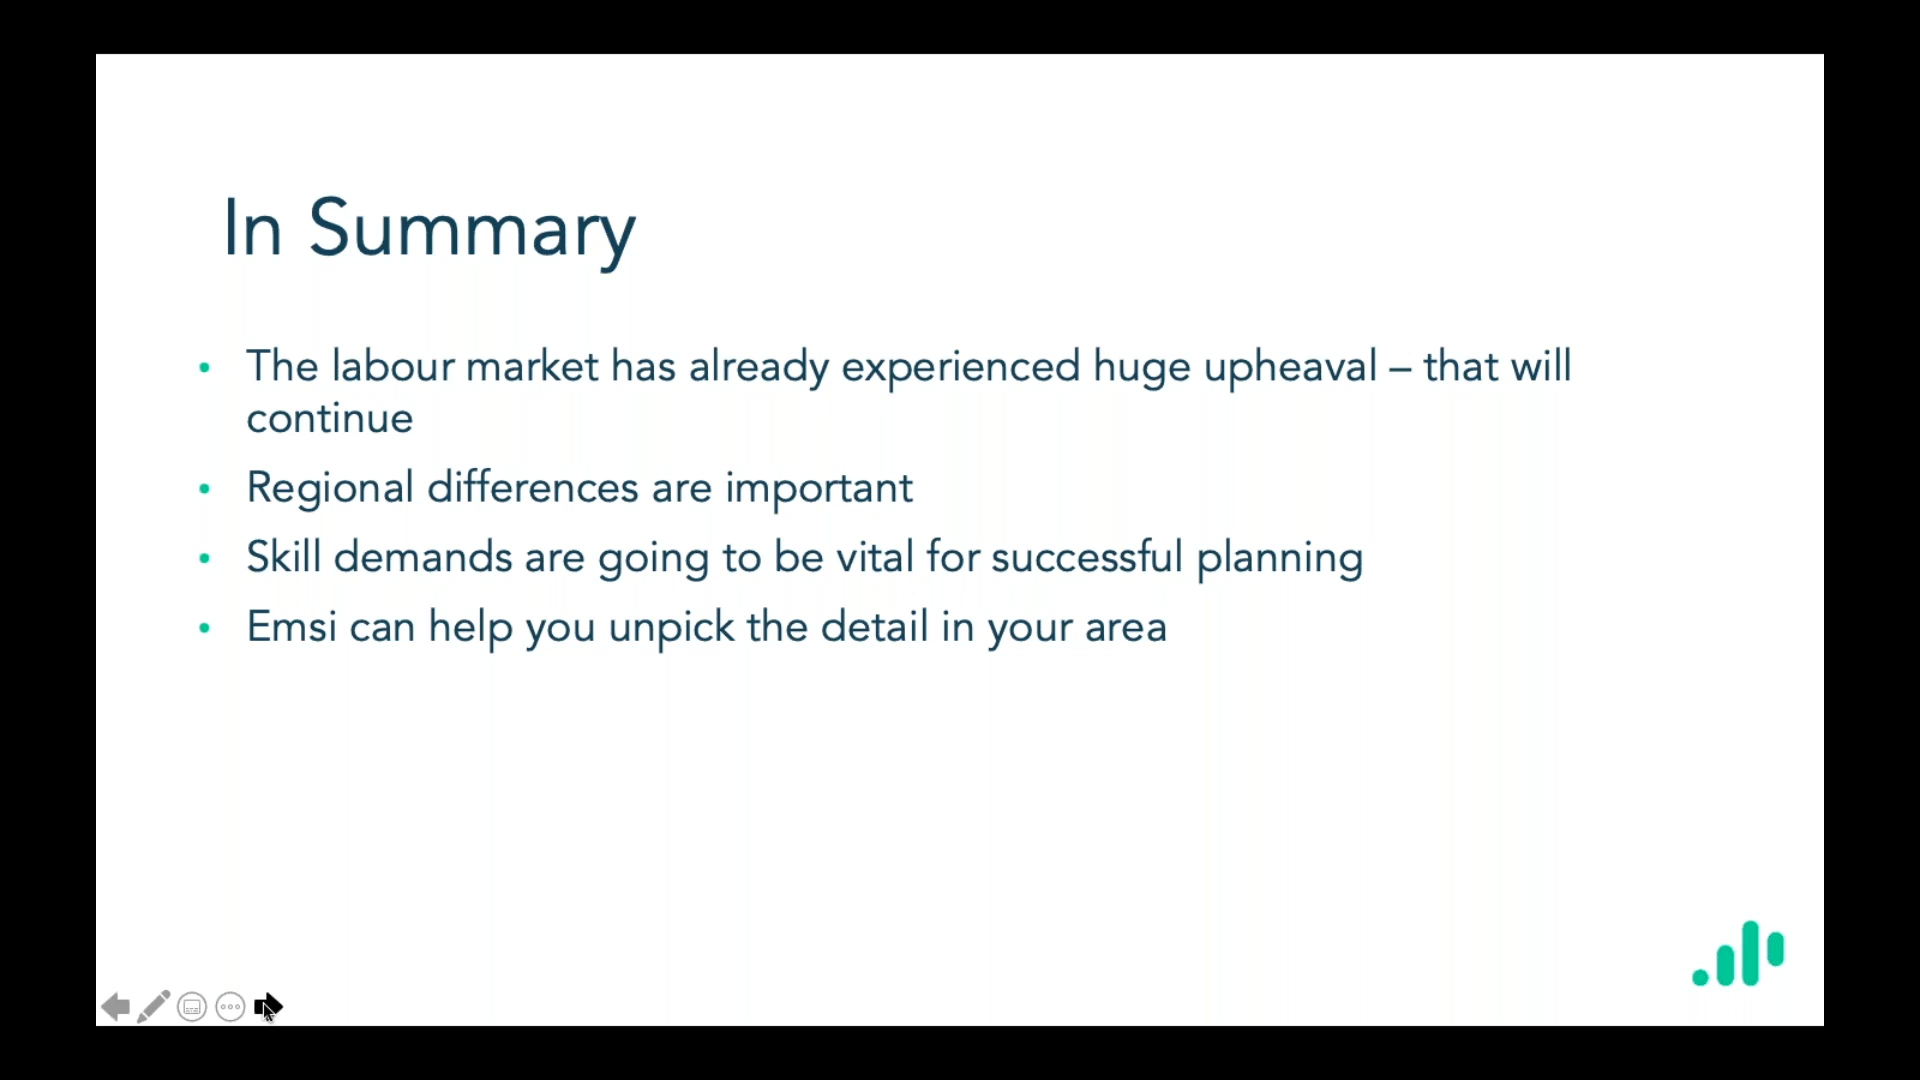 In Summary
• The labour market has already experienced huge upheaval – that will
continue
• Regional differences are important
• Skill demands are going to be vital for successful planning
• Emsi can help you unpick the detail in your area